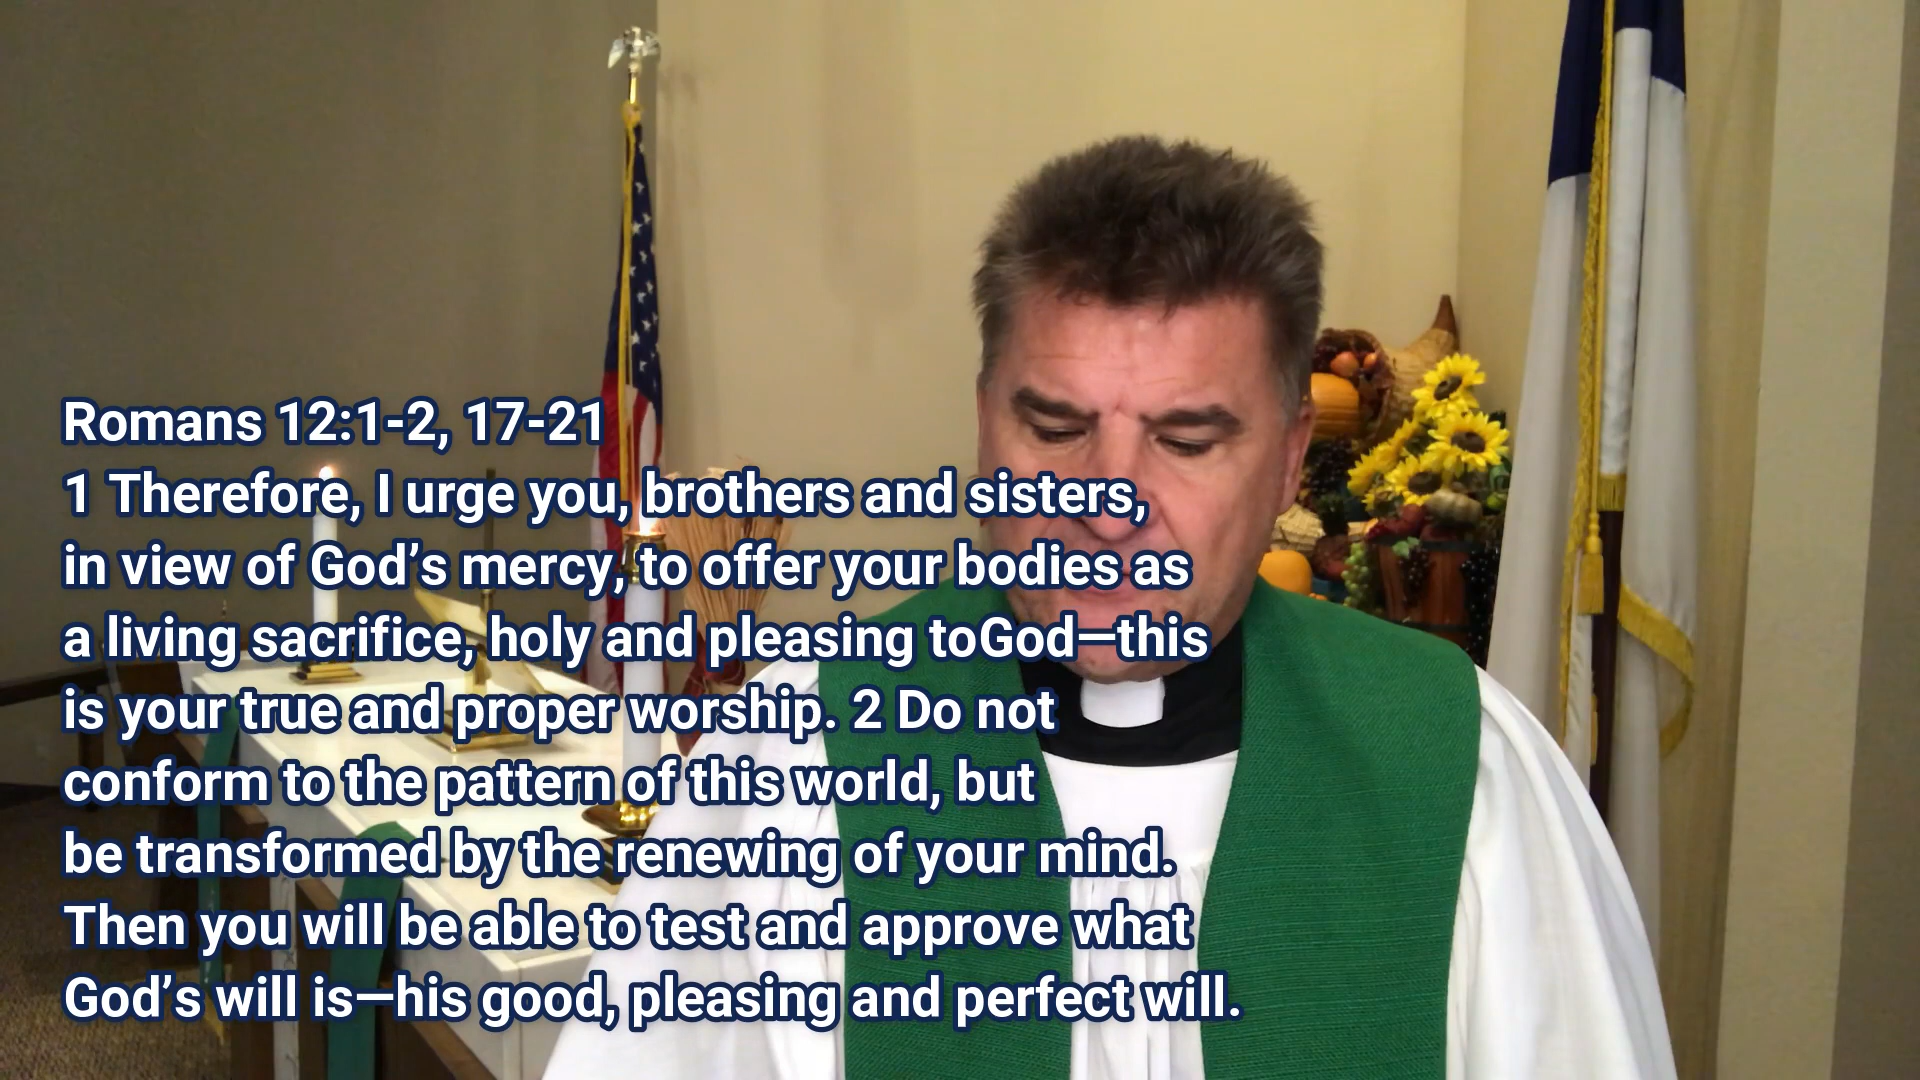 Romans 12:1-2, 17-21
1 Therefore, I urge you, brothers and sisters,
in view of God’s mercy, to offer your bodies as
a living sacrifice, holy and pleasing toGod—this
is your true and proper worship. 2 Do not
conform to the pattern of this world, but
be transformed by the renewing of your mind.
Then you will be able to test and approve what
God’s will is—his good, pleasing and perfect will.